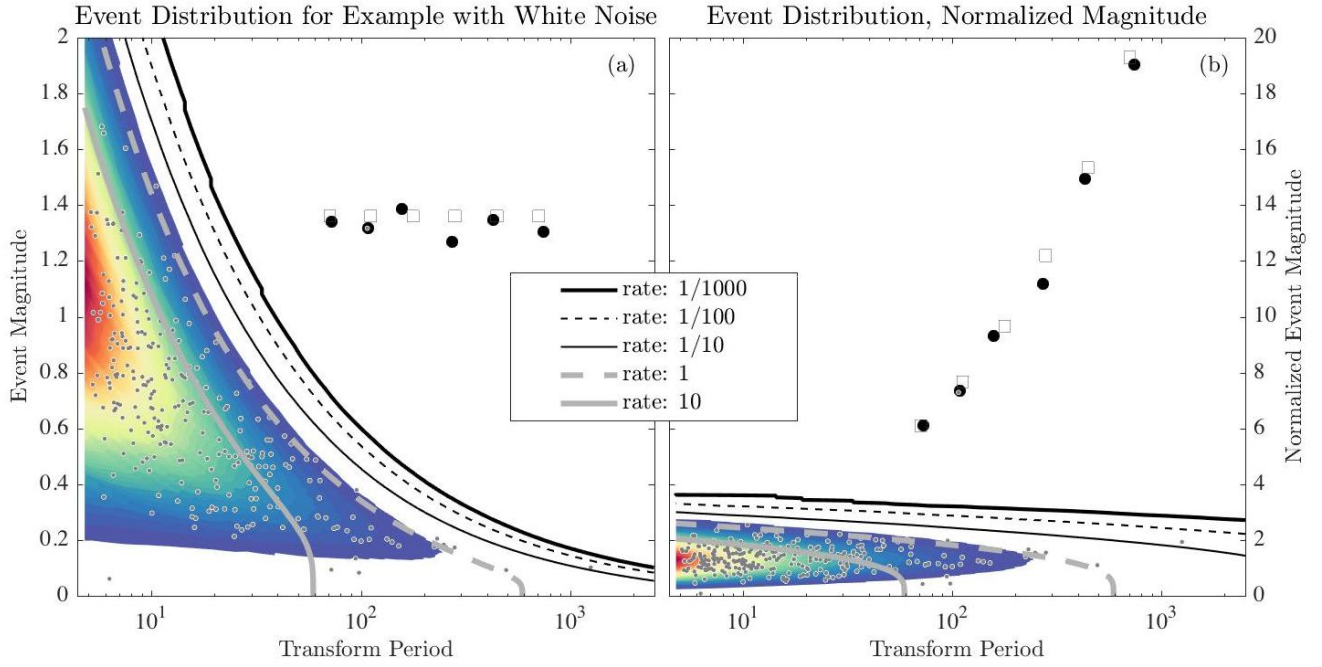 Event Distribution for Example with White Noise
Event Distribution, Normalized Magnitude
(a)
(b)
2
1.8
1.6
1.4
1.2
1
0.8
0.6
0.4
0.2
0
Event Magnitude
10^1
10^2
10^3
Transform Period
rate: 1/1000
rate: 1/100
rate: 1/10
rate: 1
rate: 10
20
18
16
14
12
10
8
6
4
2
0
Normalized Event Magnitude
10^1
10^2
10^3
Transform Period